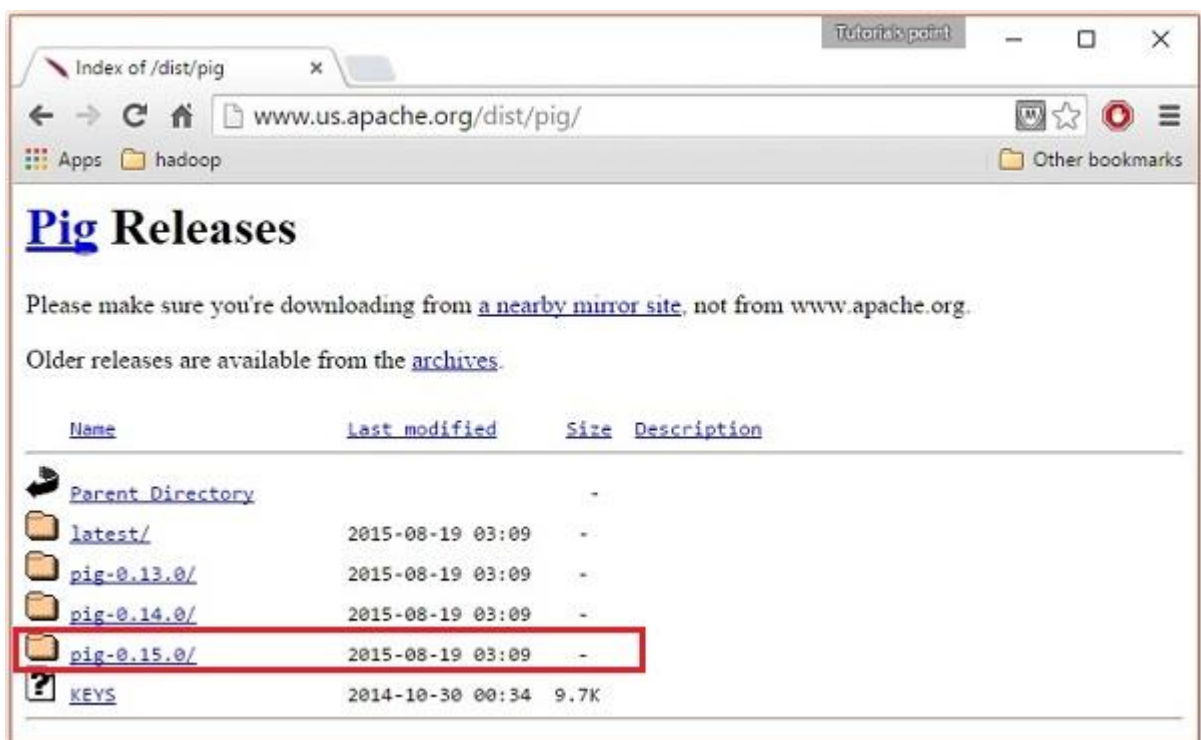 Tutorials point
Index of /dist/pig
www.us.apache.org/dist/pig/
Apps hadoop Other bookmarks
Pig Releases
Please make sure you're downloading from a nearby mirror site, not from www.apache.org.
Older releases are available from the archives.
Name Last modified Size Description
Parent Directory -
latest/ 2015-08-19 03:09 -
pig-0.13.0/ 2015-08-19 03:09 -
pig-0.14.0/ 2015-08-19 03:09 -
pig-0.15.0/ 2015-08-19 03:09 -
KEYS 2014-10-30 00:34 9.7K